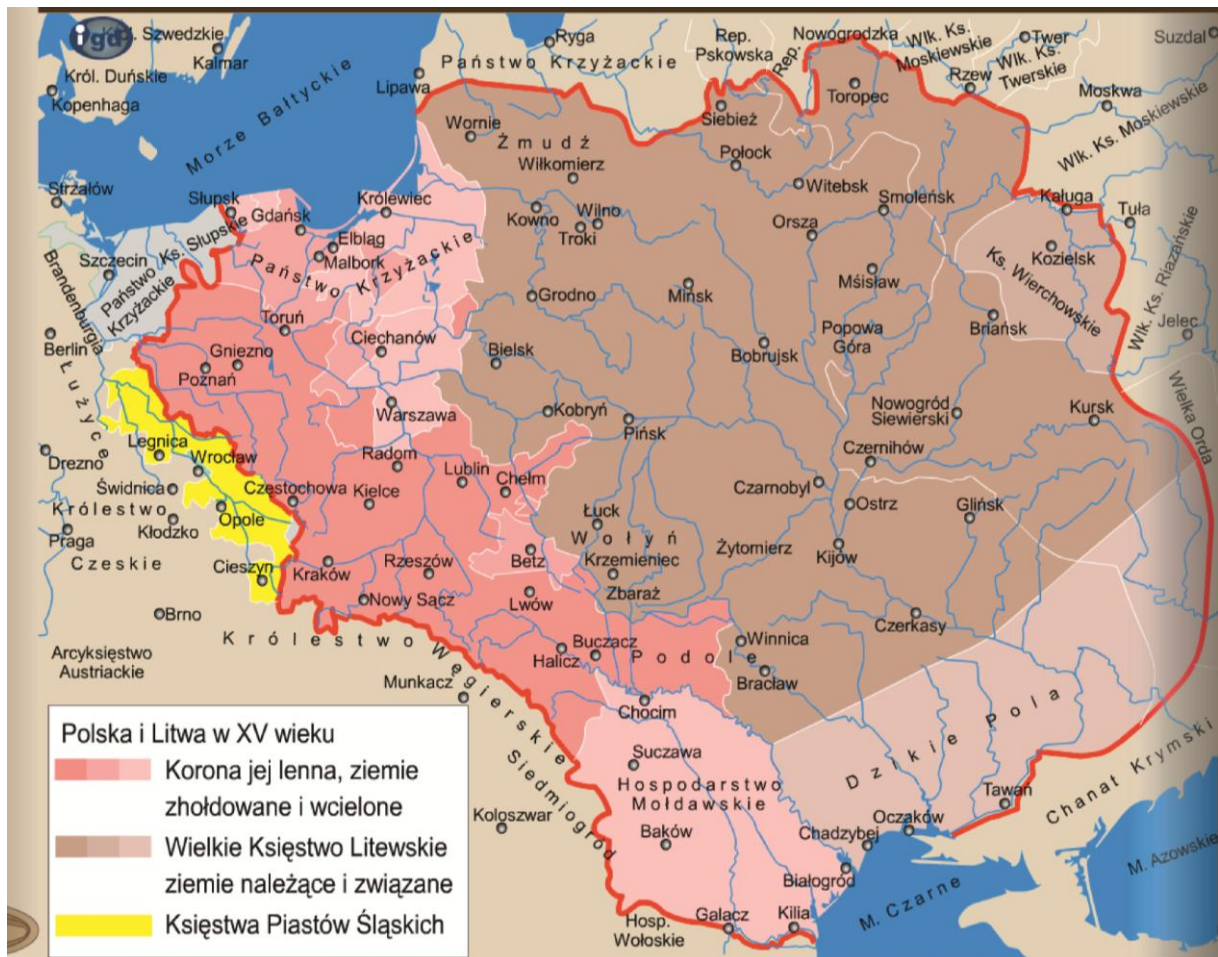 igd
Kr. Szwedzkie
Kalmar
Król. Duńskie
Kopenhaga
Morze Bałtyckie
Ryga
Państwo Krzyżackie
Lipawa
Rep.
Pskowska
Rep.
Nowogrodzka
Wlk. Ks.
Moskiewskie
Twer
Wlk. Ks.
Twerskie
Rzew
Suzdal
Moskwa
Wlk. Ks. Moskiewskie
Toropec
Siebież
Wornie
Żmudź
Wiłkomierz
Połock
Witebsk
Smoleńsk
Kaługa
Tuła
Strzałów
Słupsk
Gdańsk
Królewiec
Kowno
Wilno
Troki
Orsza
Kozielsk
Ks. Wierchowskie
Wlk. Ks. Riazańskie
Szczecin
Państwo Ks. Słupskie
Krzyżackie
Elbląg
Malbork
Państwo Krzyżackie
Mśisław
Brandenburgia
Grodno
Mińsk
Berlin
Toruń
Ciechanów
Popowa
Góra
Briańsk
Jelec
Gniezno
Poznań
Bielsk
Bobrujsk
Wielka Orda
Łużyce
Warszawa
Kobryń
Pińsk
Nowogród
Siewierski
Kursk
Legnica
Wrocław
Drezno
Radom
Lublin
Chełm
Czernihów
Świdnica
Częstochowa
Kielce
Czarnobyl
Ostrz
Glińsk
Królestwo
Kłodzko
Opole
Łuck
Wołyń
Praga
Czeskie
Betz
Krzemieniec
Żytomierz
Kijów
Cieszyn
Kraków
Rzeszów
Zbaraż
Nowy Sącz
Lwów
Czerkasy
Brno
Królestwo Węgierskie
Buczacz
Halicz
Podole
Winnica
Bracław
Arcyksięstwo
Austriackie
Munkacz
Chocim
Suczawa
Hospodarstwo
Mołdawskie
Dzikie Pola
Siedmiogród
Koloszwar
Baków
Chadzybej
Oczaków
Tawań
Chanat Krymski
M. Azowskie
Białogród
M. Czarne
Hosp.
Wołoskie
Galacz
Kilia
Polska i Litwa w XV wieku
Korona jej lenna, ziemie
zhołdowane i wcielone
Wielkie Księstwo Litewskie
ziemie należące i związane
Księstwa Piastów Śląskich